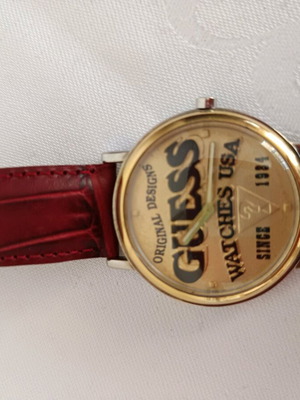 ORIGINAL DESIGNS
GUESS
WATCHES USA
SINCE 1984